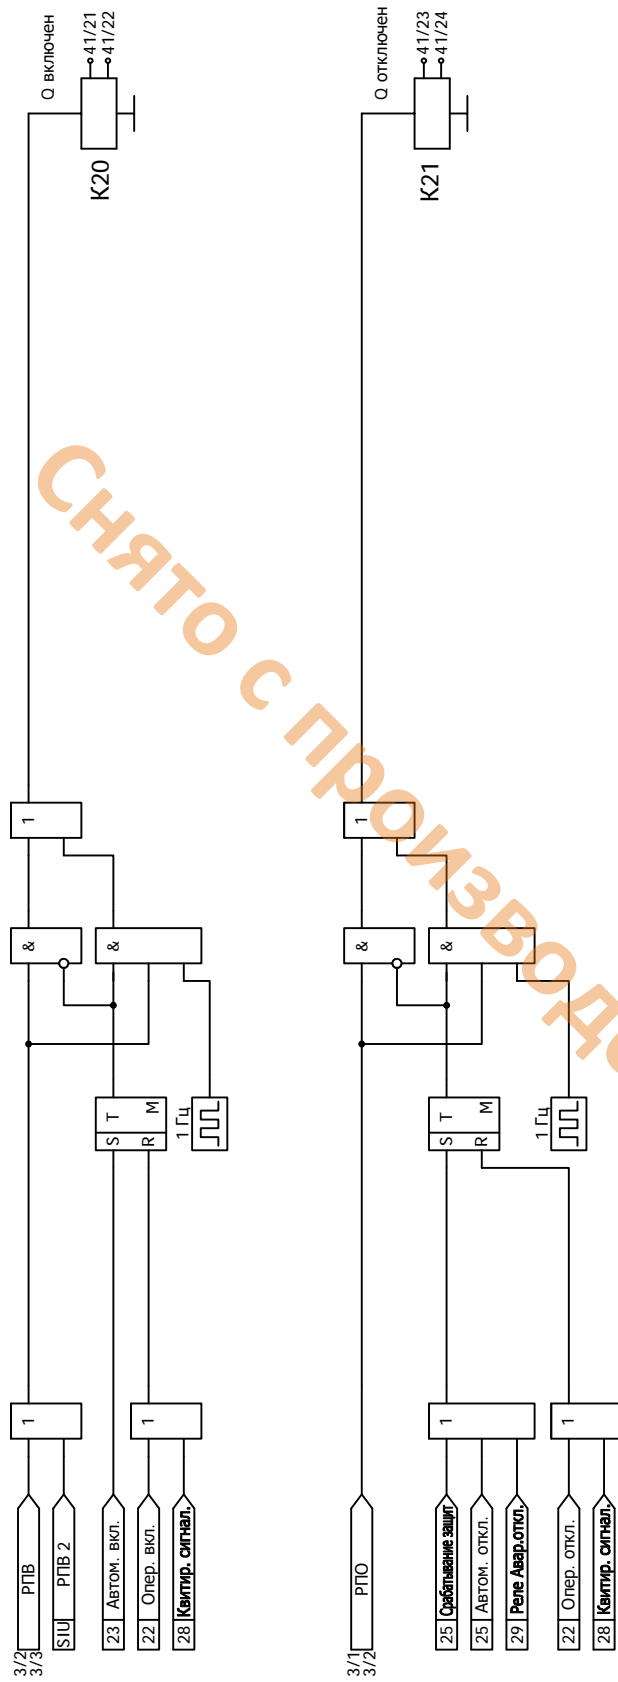 3/2
3/3
РПВ
SIU РПВ 2
23 Автом. вкл.
22 Опер. вкл.
28 Квитир. сигнал.
1
1
S T
R M
1 Гц
&
&
1
Q включен
K20
41/21
41/22
3/1
3/2
РПО
25 Срабатывание защит
25 Автом. откл.
29 Реле Авар.откл.
22 Опер. откл.
28 Квитир. сигнал.
1
1
S T
R M
1 Гц
&
&
1
Q отключен
K21
41/23
41/24
Снято с производс